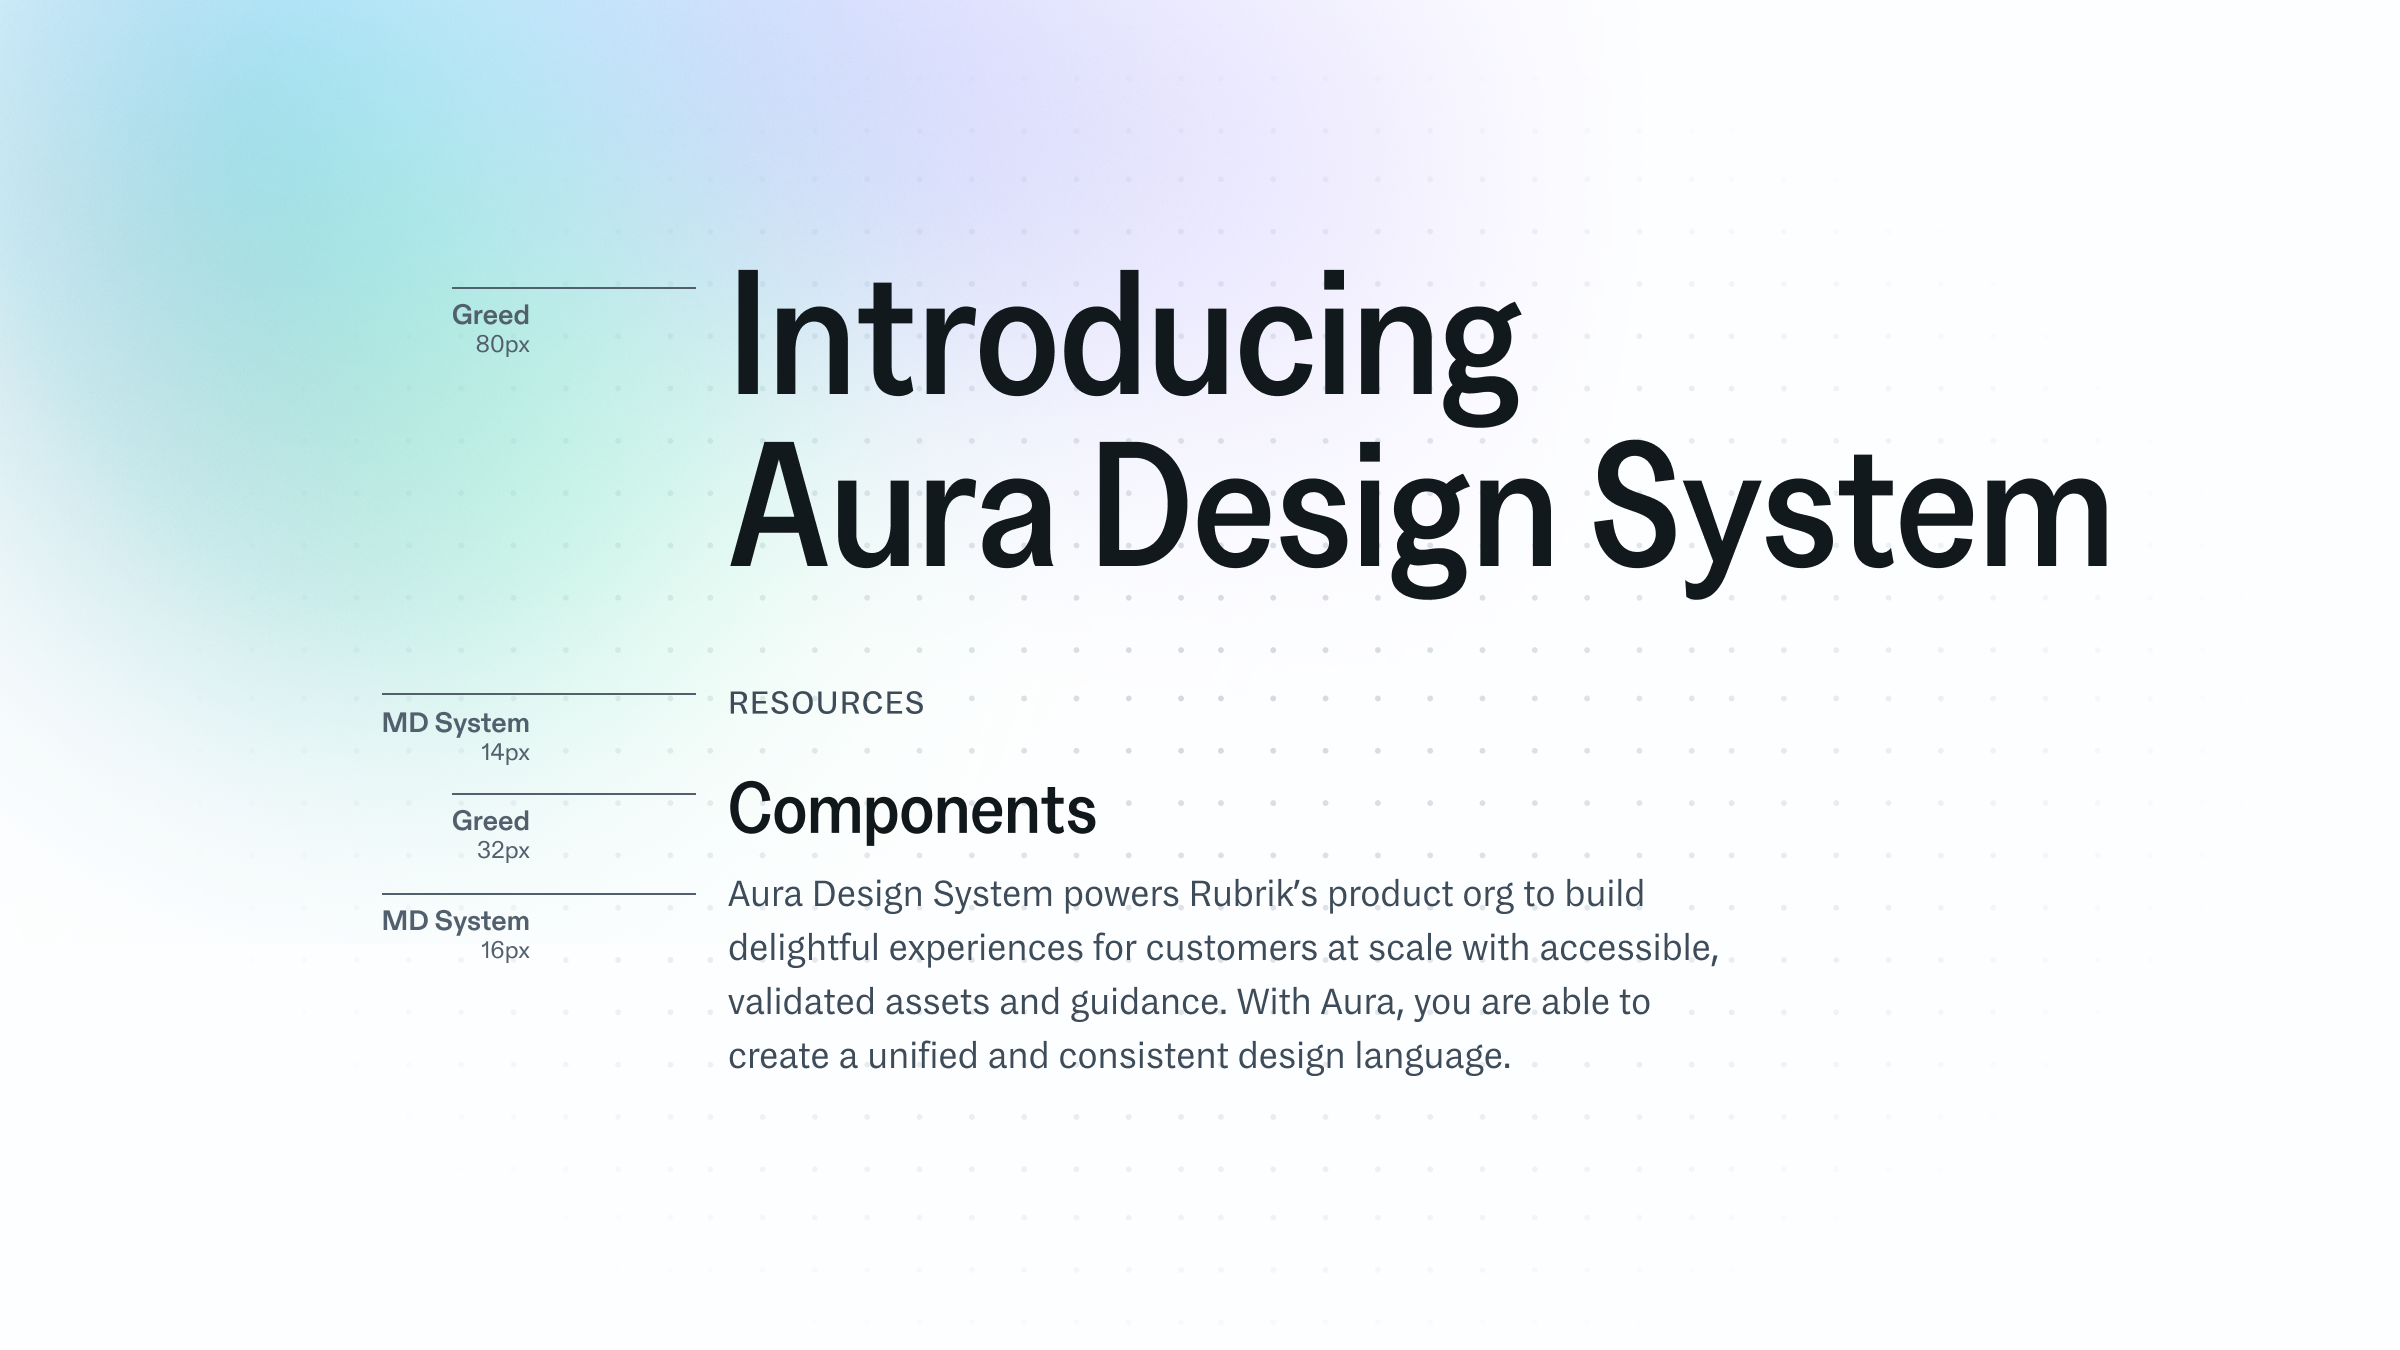 Introducing
Aura Design System
Greed
80px
RESOURCES
MD System
14px
Components
Greed
32px
Aura Design System powers Rubrik’s product org to build
delightful experiences for customers at scale with accessible,
validated assets and guidance. With Aura, you are able to
create a unified and consistent design language.
MD System
16px